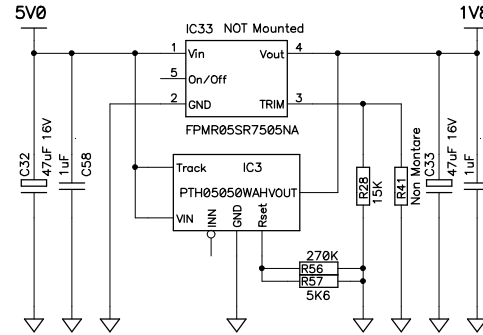 5V0
IC33 NOT Mounted
1V8
1 Vin
Vout 4
5 On/Off
2 GND
TRIM 3
FPMR05SR7505NA
C32
47uF 16V
1uF
C58
Track
IC3
PTH05050WAH
VOUT
VIN
INN
GND
Rset
R28
15K
R41
Non Montare
C33
47uF 16V
1uF
270K
R56
R57
5K6